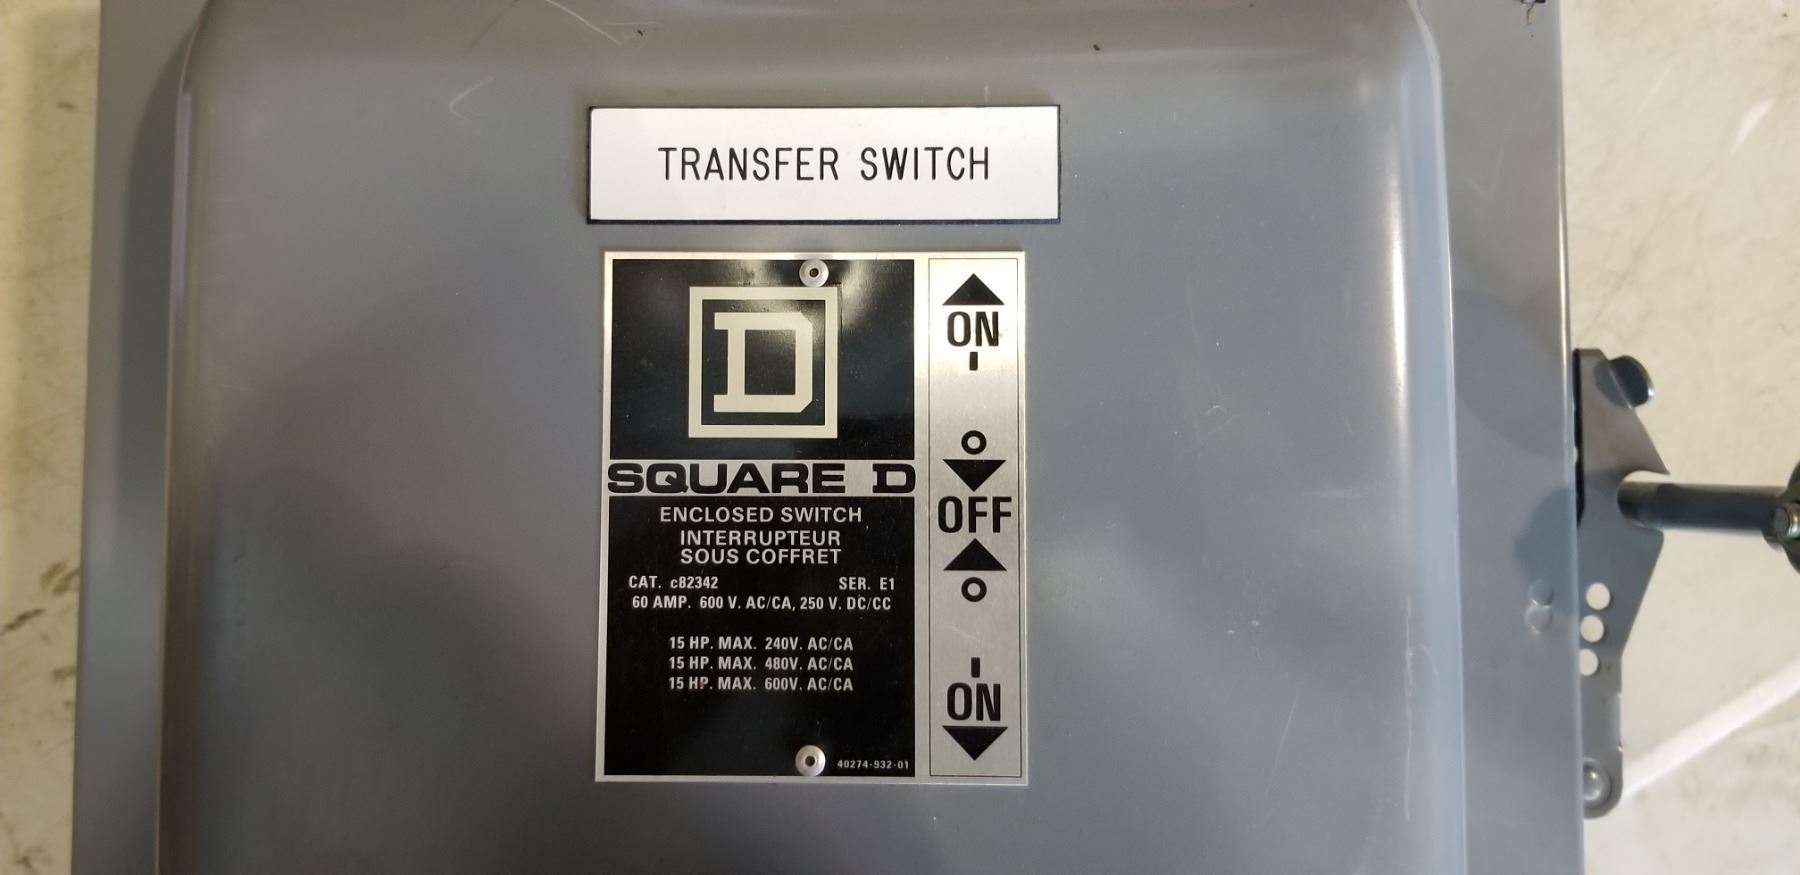 TRANSFER SWITCH
D
SQUARE D
ENCLOSED SWITCH
INTERRUPTEUR
SOUS COFFRET
CAT. c82342 SER. E1
60 AMP. 600 V. AC/CA, 250 V. DC/CC
15 HP. MAX. 240V. AC/CA
15 HP. MAX. 480V. AC/CA
15 HP. MAX. 600V. AC/CA
40274-932-01
ON
I
O
OFF
O
I
ON